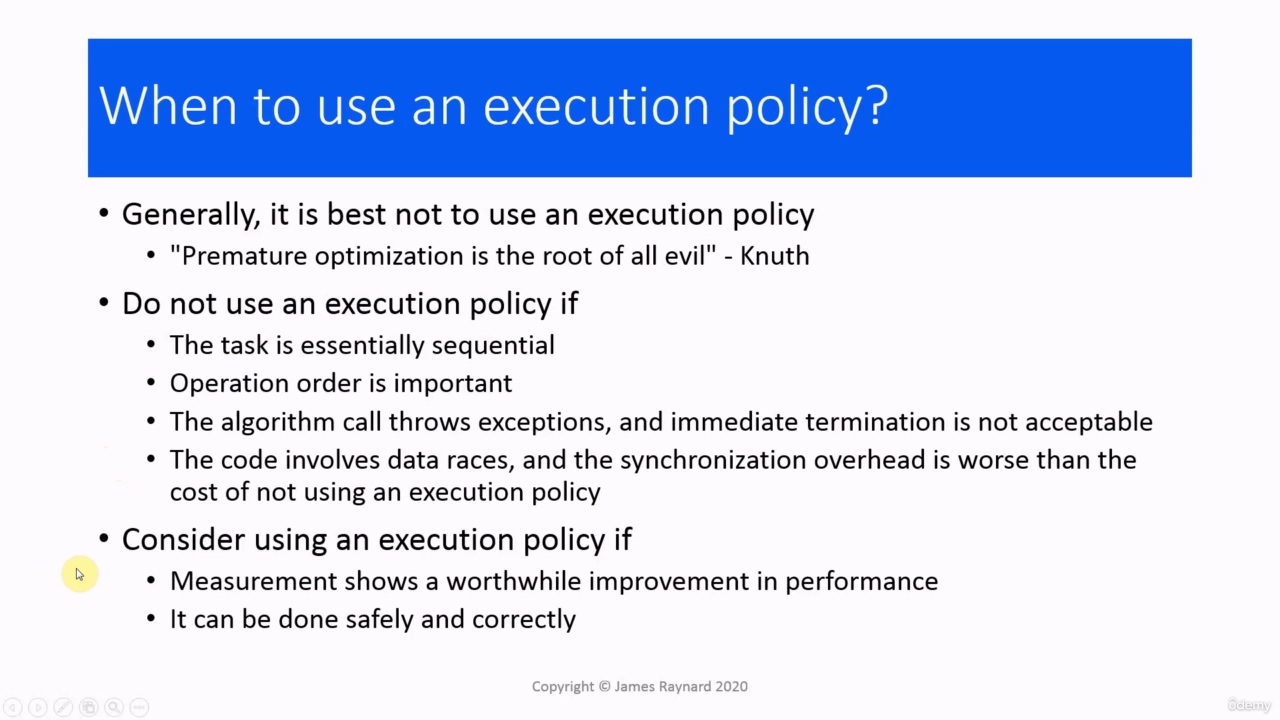 When to use an execution policy?
• Generally, it is best not to use an execution policy
• "Premature optimization is the root of all evil" - Knuth
• Do not use an execution policy if
• The task is essentially sequential
• Operation order is important
• The algorithm call throws exceptions, and immediate termination is not acceptable
• The code involves data races, and the synchronization overhead is worse than the
cost of not using an execution policy
• Consider using an execution policy if
• Measurement shows a worthwhile improvement in performance
• It can be done safely and correctly
Copyright © James Raynard 2020
ûdemy